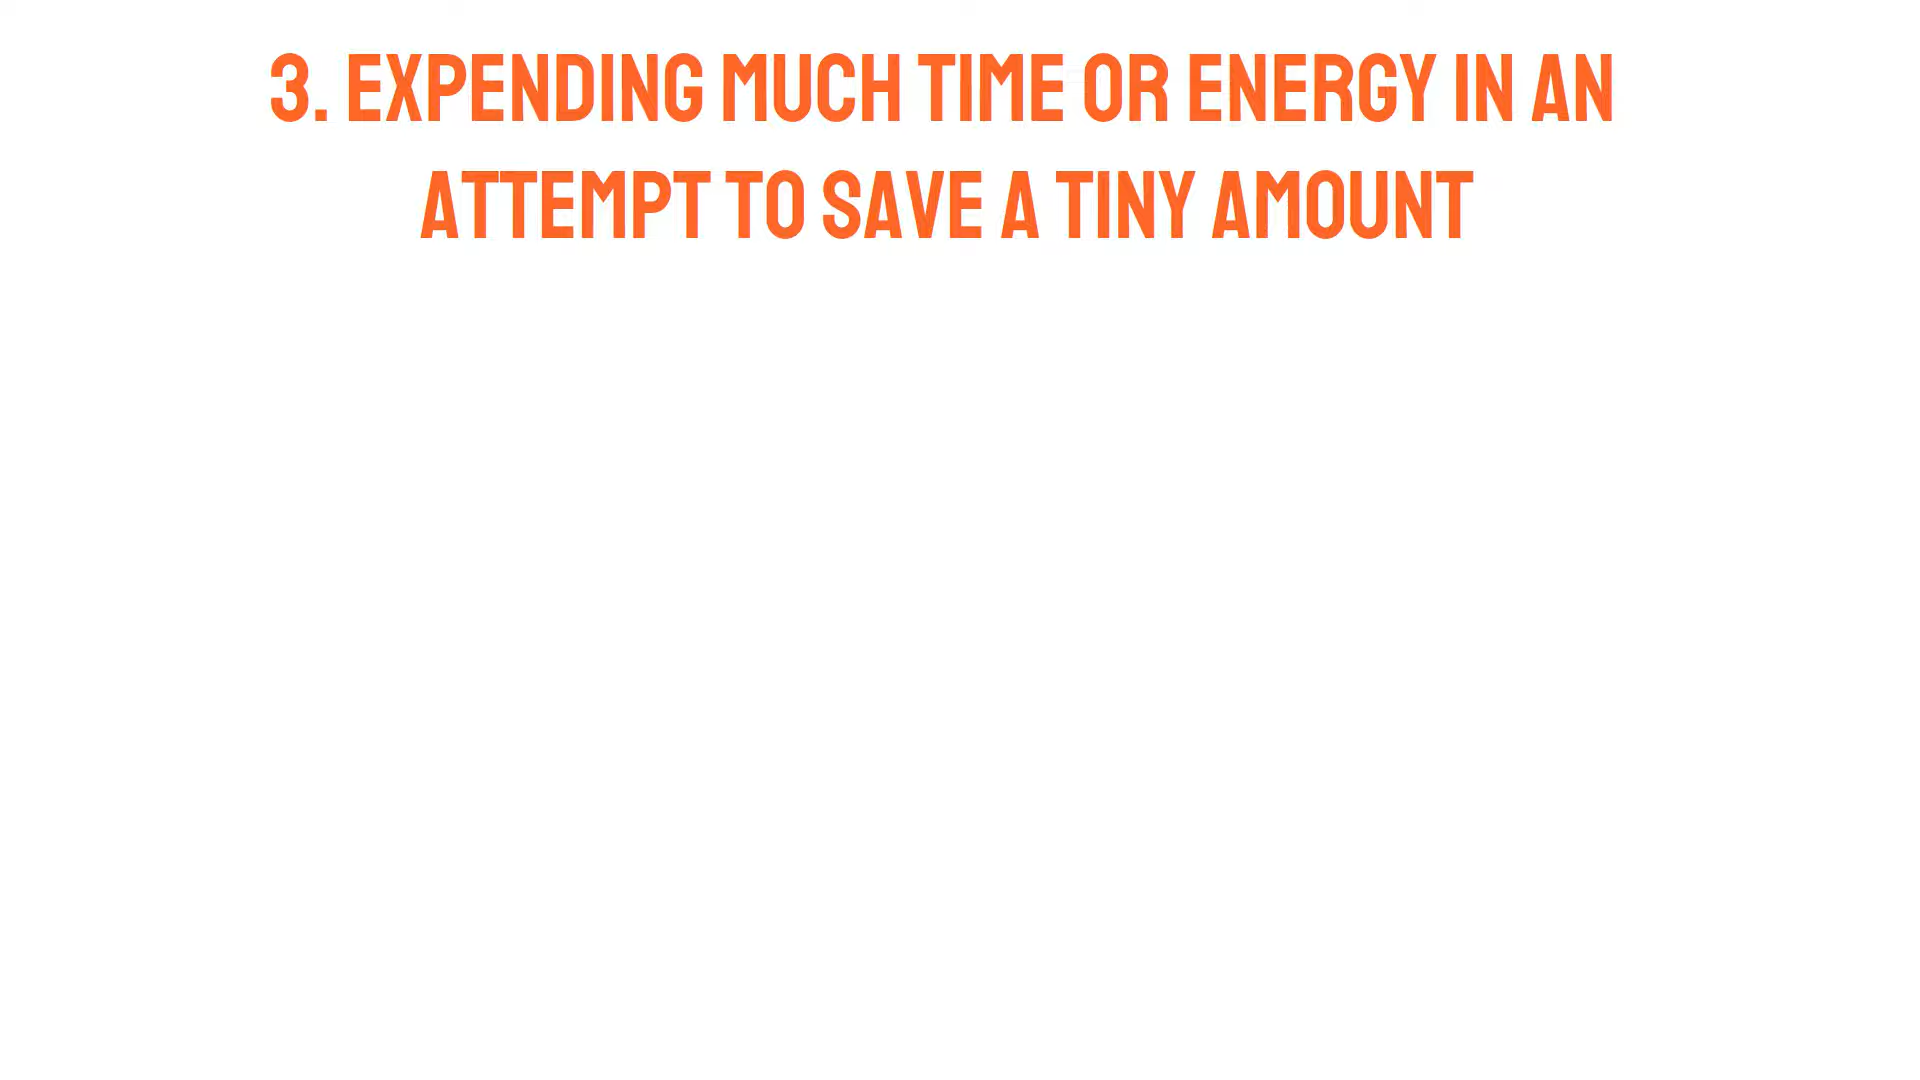 3. EXPENDING MUCH TIME OR ENERGY IN AN
ATTEMPT TO SAVE A TINY AMOUNT